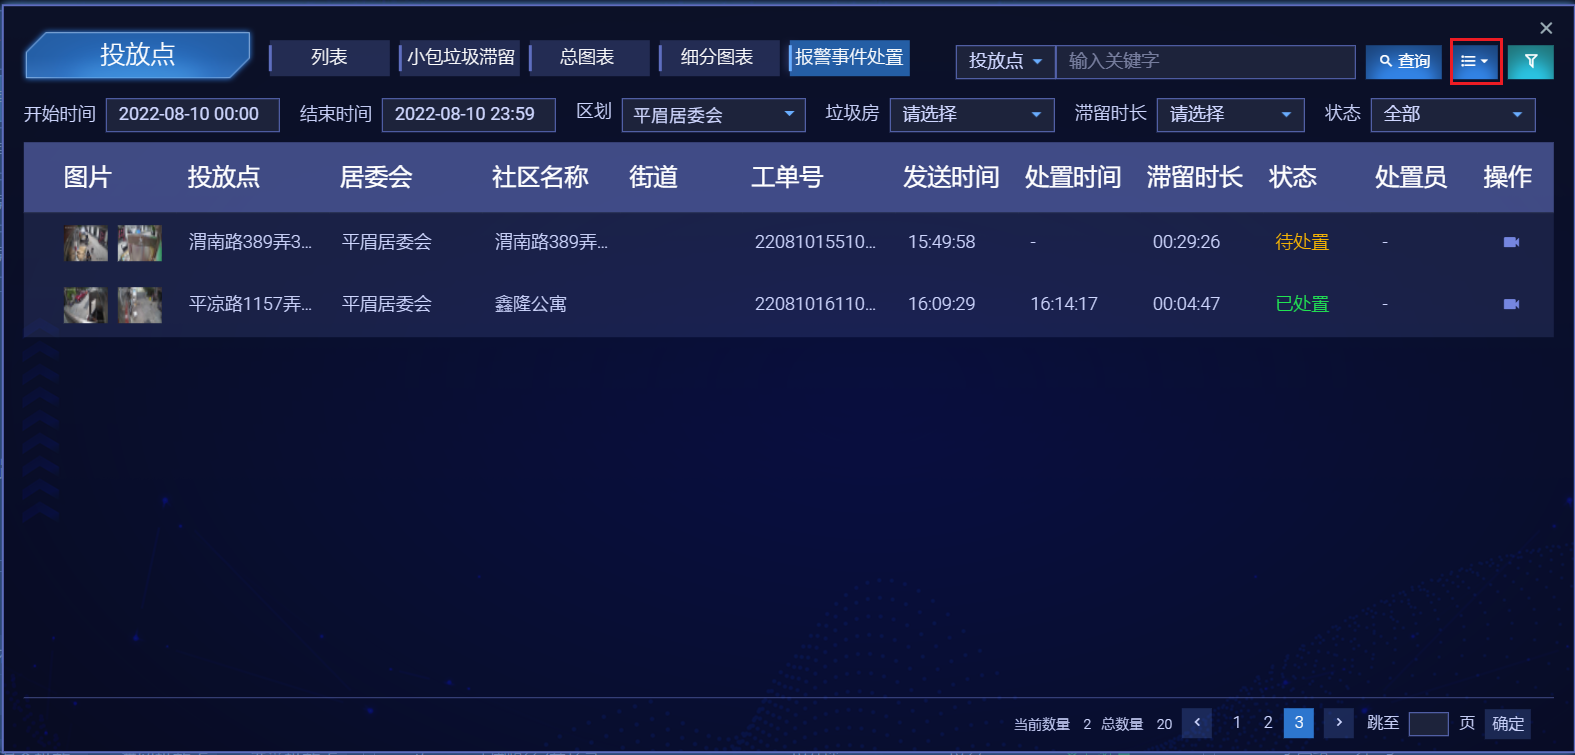 投放点 列表 小包垃圾滞留 总图表 细分图表 报警事件处置 投放点 输入关键字 查询
开始时间 2022-08-10 00:00 结束时间 2022-08-10 23:59 区划 平眉居委会 垃圾房 请选择 滞留时长 请选择 状态 全部
图片 投放点 居委会 社区名称 街道 工单号 发送时间 处置时间 滞留时长 状态 处置员 操作
渭南路389弄3... 平眉居委会 渭南路389弄... 22081015510... 15:49:58 - 00:29:26 待处置 -
平凉路1157弄... 平眉居委会 鑫隆公寓 22081016110... 16:09:29 16:14:17 00:04:47 已处置 -
当前数量 2 总数量 20 1 2 3 跳至 页 确定